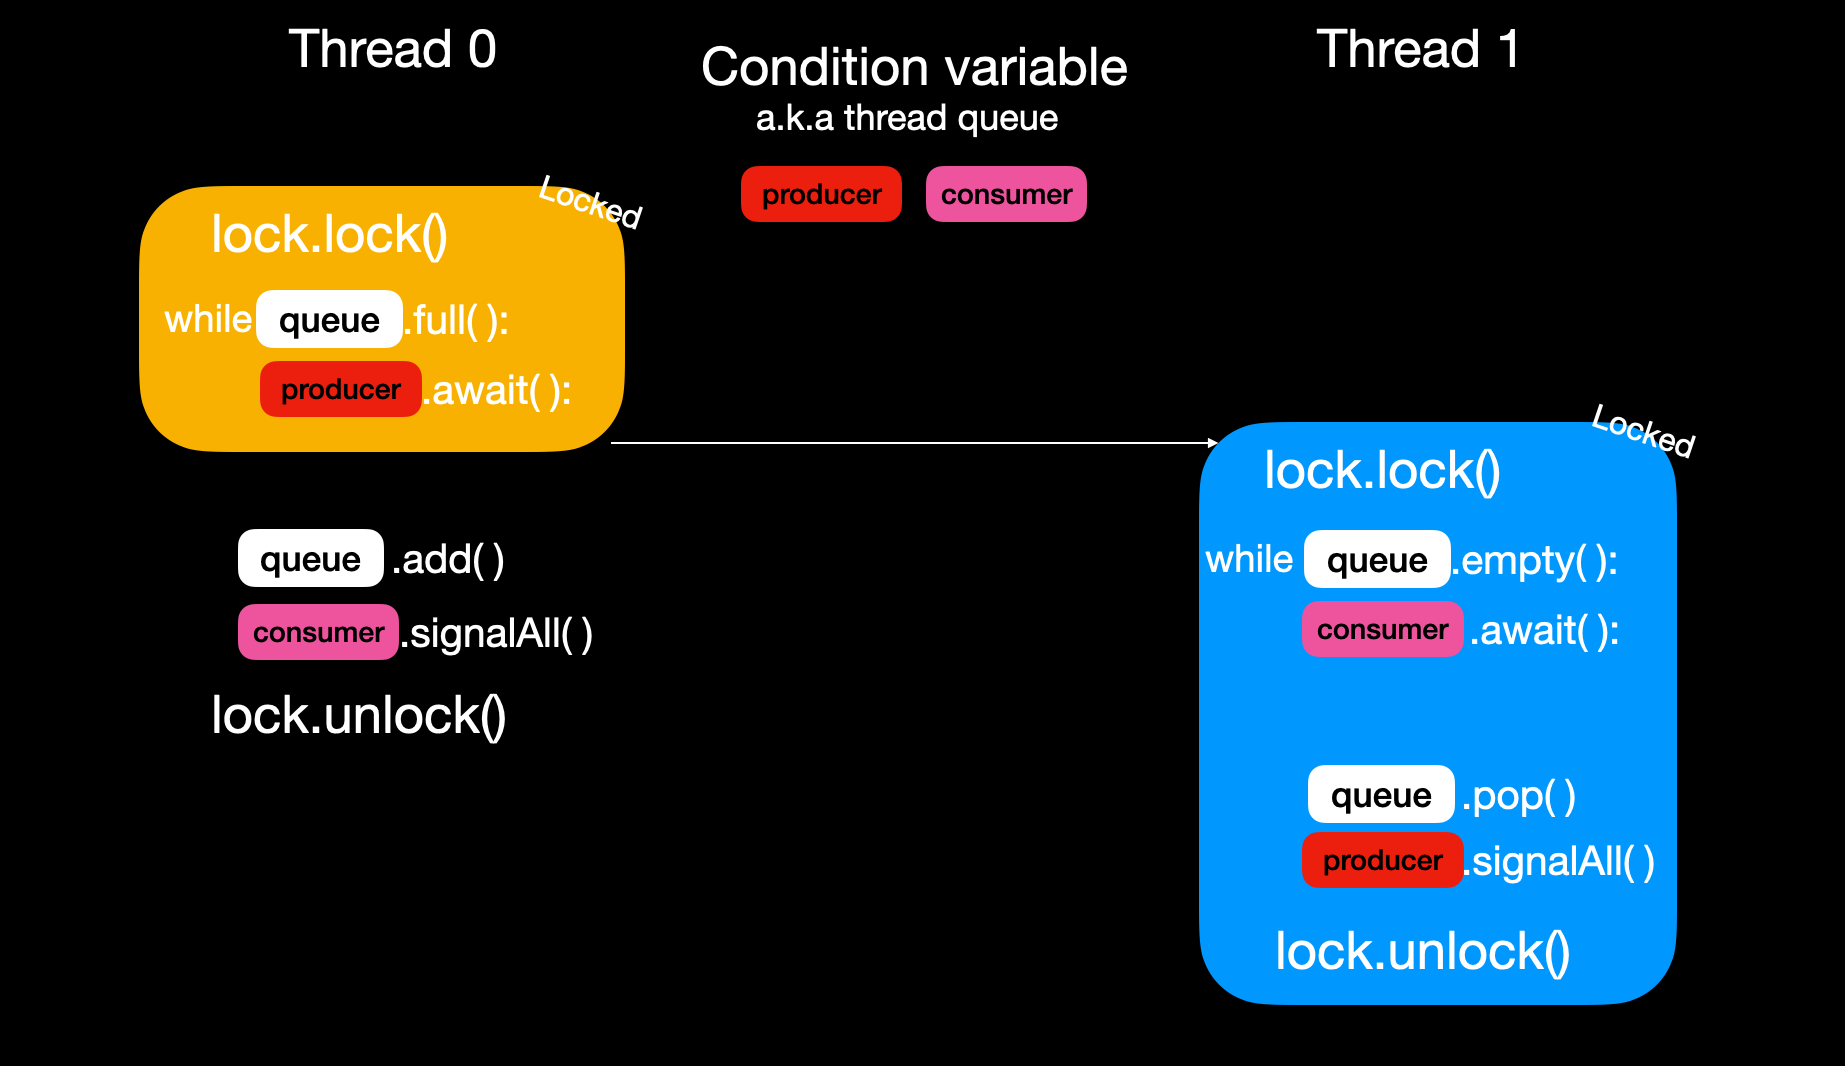 Thread 0
Condition variable
a.k.a thread queue
producer consumer
Thread 1
Locked
lock.lock()
while queue.full( ):
producer.await( ):
queue.add( )
consumer.signalAll( )
lock.unlock()
Locked
lock.lock()
while queue.empty( ):
consumer.await( ):
queue.pop( )
producer.signalAll( )
lock.unlock()